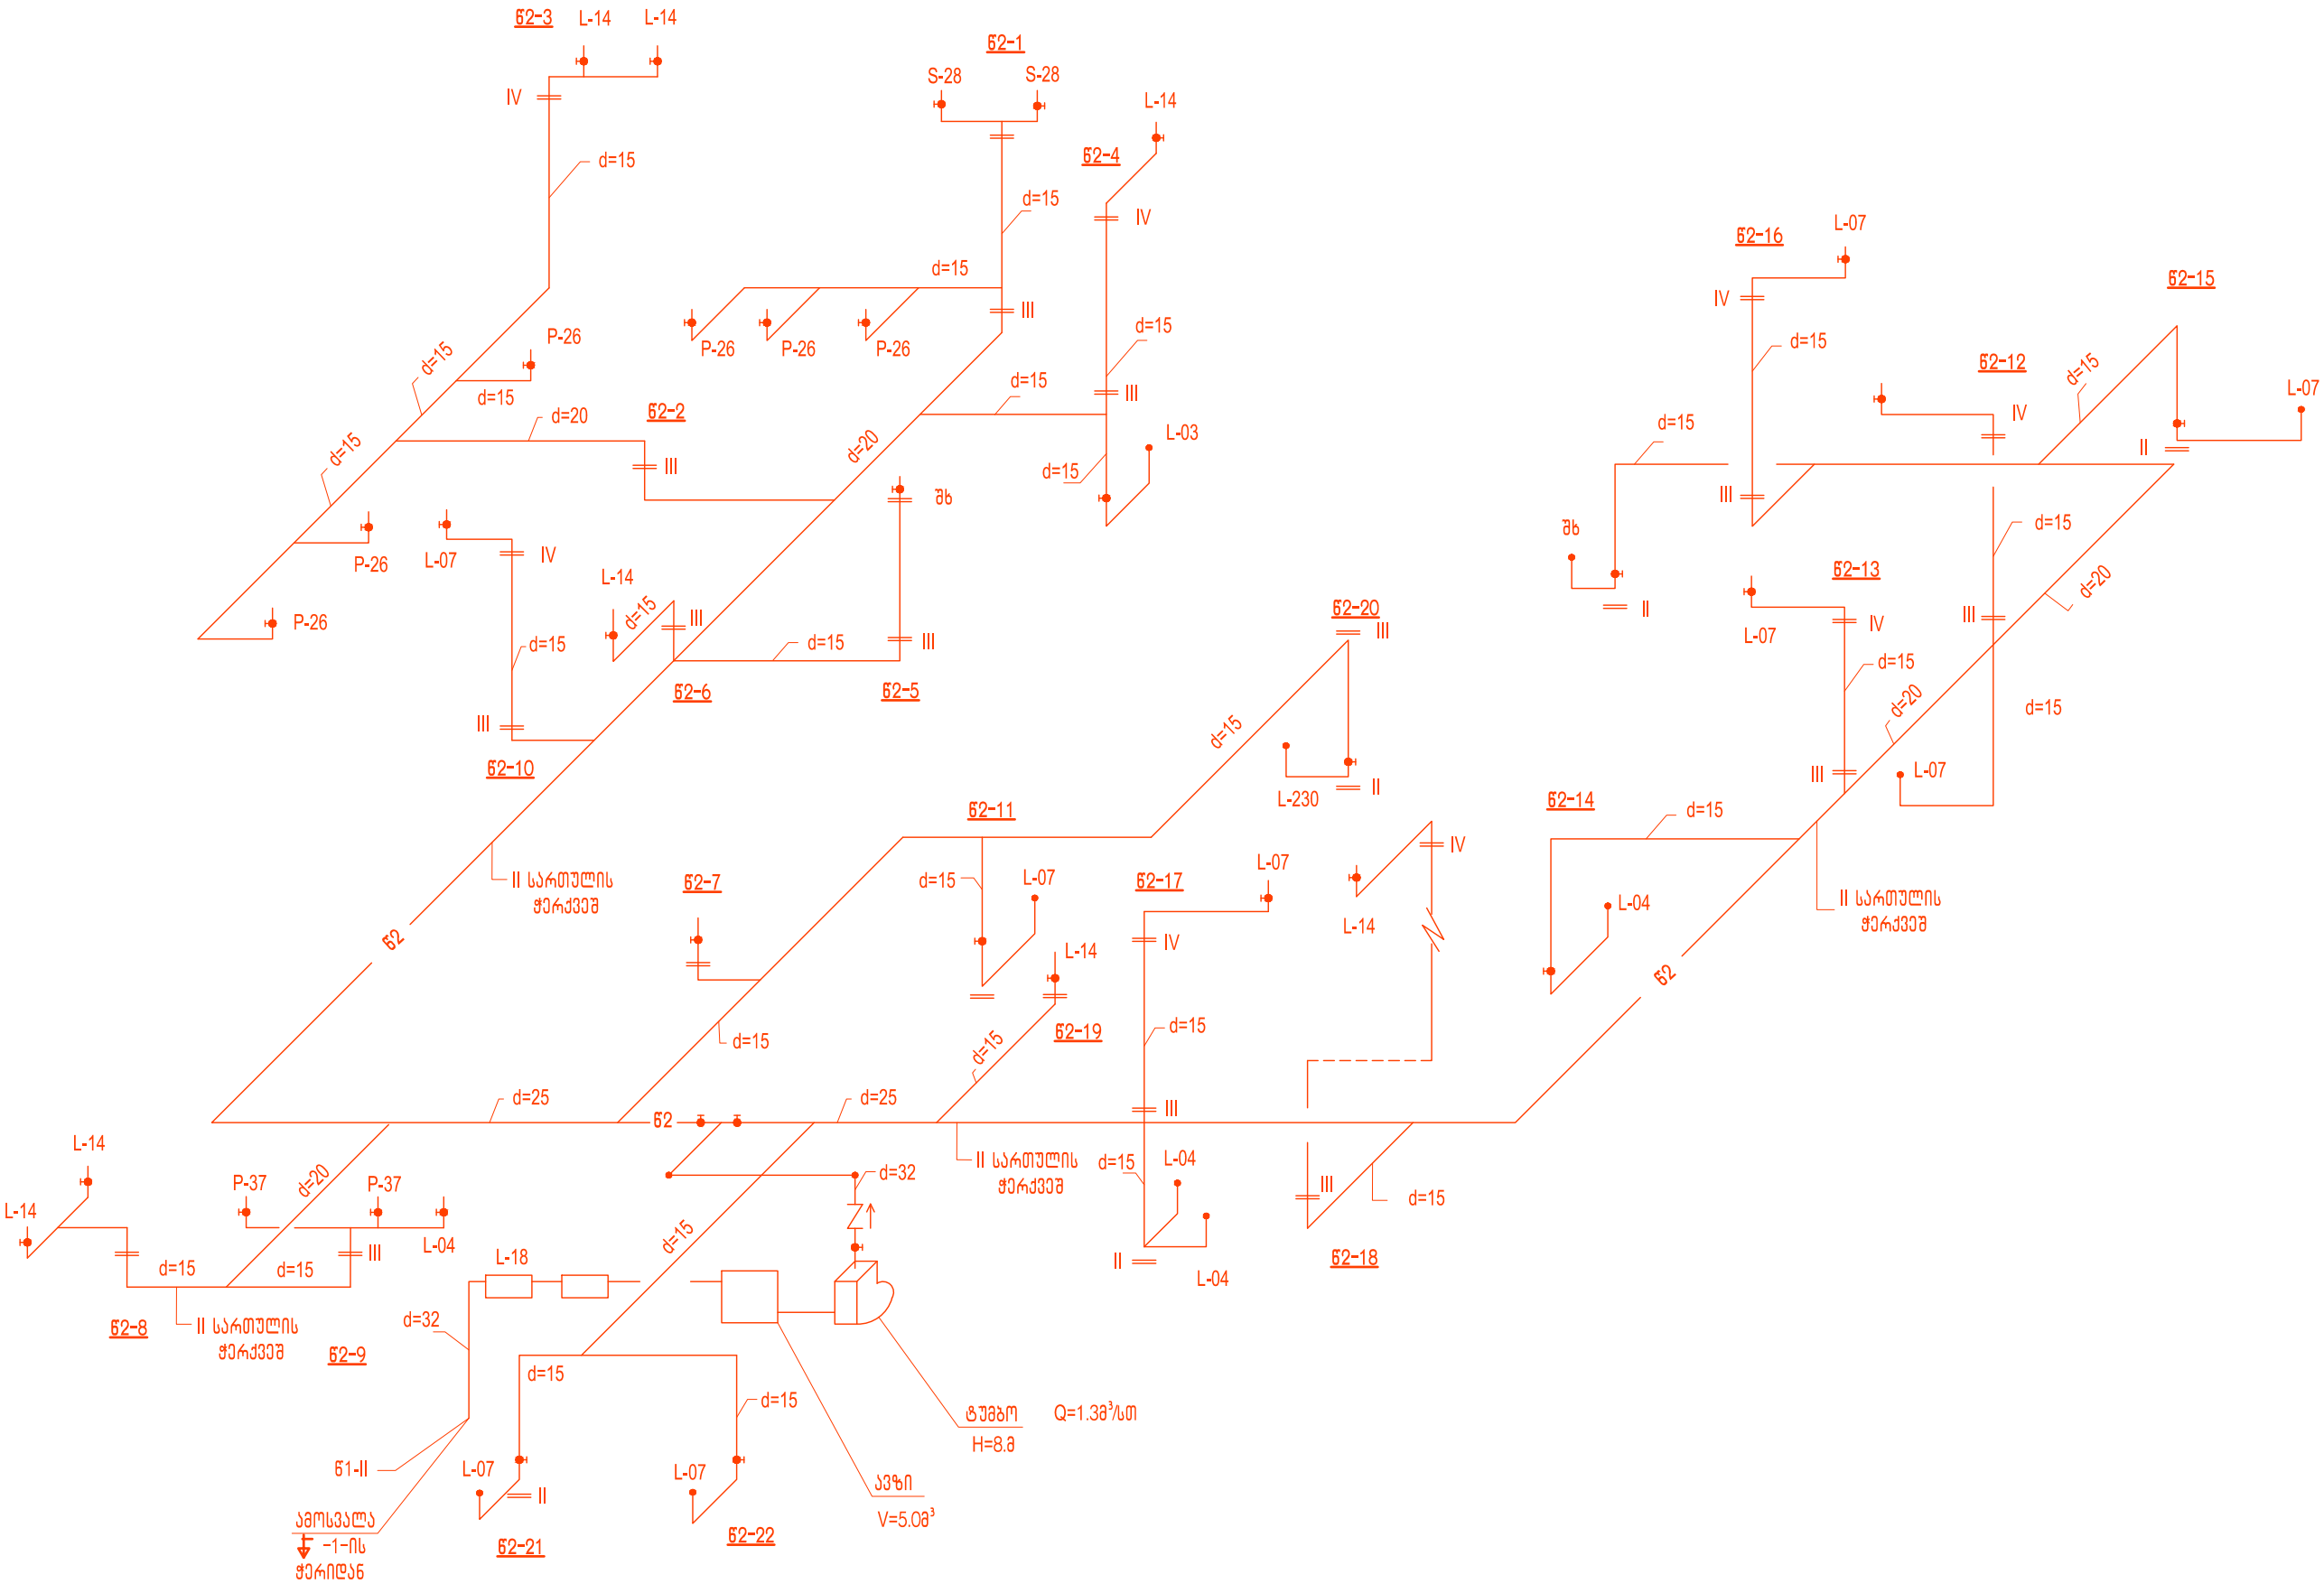 წ2-3
L-14
L-14
წ2-1
S-28
S-28
L-14
IV
წ2-4
d=15
d=15
IV
L-07
წ2-16
d=15
წ2-15
IV
III
P-26
d=15
d=15
P-26
P-26
P-26
d=15
III
d=15
წ2-12
d=15
L-07
d=15
d=20
წ2-2
IV
d=15
L-03
d=20
d=15
II
d=15
III
d=15
III
შხ
შხ
d=15
P-26
L-07
IV
L-14
d=15
წ2-13
d=20
II
III
P-26
III
წ2-20
III
L-07
IV
d=15
d=15
III
d=15
წ2-6
წ2-5
d=20
d=15
III
d=15
წ2-10
III
L-07
II
L-230
წ2-14
d=15
წ2-11
IV
II სართულის
ჭერქვეშ
წ2-7
d=15
L-07
წ2-17
L-07
II სართულის
ჭერქვეშ
L-04
L-14
წ2
IV
L-14
წ2
d=15
d=15
წ2-19
d=15
d=25
d=25
III
წ2
L-14
II სართულის
ჭერქვეშ
d=15
L-04
d=20
P-37
P-37
d=32
III
d=15
L-14
L-04
III
d=15
L-18
II
L-04
წ2-18
d=15
d=15
II სართულის
ჭერქვეშ
წ2-8
წ2-9
d=32
d=15
d=15
ტუმბო
Q=1.3მ³/სთ
H=8.მ
წ1-II
L-07
II
L-07
ავზი
V=5.0მ³
ამოსვალა
-1-ის
ჭერიდან
წ2-21
წ2-22